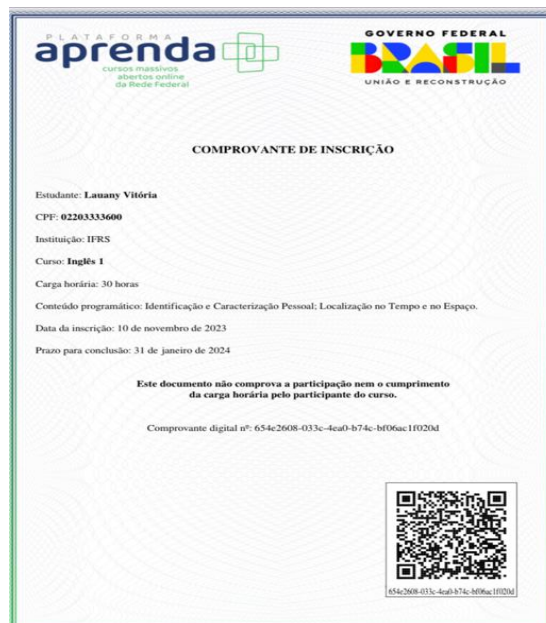 PLATAFORMA
aprenda
cursos massivos
abertos online
da Rede Federal
GOVERNO FEDERAL
BRASIL
UNIÃO E RECONSTRUÇÃO
COMPROVANTE DE INSCRIÇÃO
Estudante: Lauany Vitória
CPF: 02203333600
Instituição: IFRS
Curso: Inglês 1
Carga horária: 30 horas
Conteúdo programático: Identificação e Caracterização Pessoal; Localização no Tempo e no Espaço.
Data da inscrição: 10 de novembro de 2023
Prazo para conclusão: 31 de janeiro de 2024
Este documento não comprova a participação nem o cumprimento
da carga horária pelo participante do curso.
Comprovante digital nº: 654e2608-033c-4ea0-b74c-bf06ac1f020d
654e2608-033c-4ea0-b74c-bf06ac1f020d